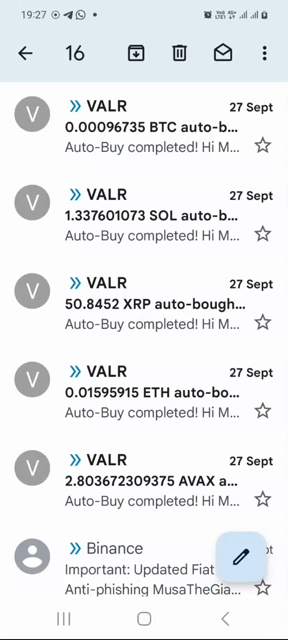 19:27
16
V
VALR
27 Sept
0.00096735 BTC auto-b...
Auto-Buy completed! Hi M...
V
VALR
27 Sept
1.337601073 SOL auto-b...
Auto-Buy completed! Hi M...
V
VALR
27 Sept
50.8452 XRP auto-bough...
Auto-Buy completed! Hi M...
V
VALR
27 Sept
0.01595915 ETH auto-bo...
Auto-Buy completed! Hi M...
V
VALR
27 Sept
2.803672309375 AVAX a...
Auto-Buy completed! Hi M...
Binance
Important: Updated Fiat
Anti-phishing MusaTheGia...